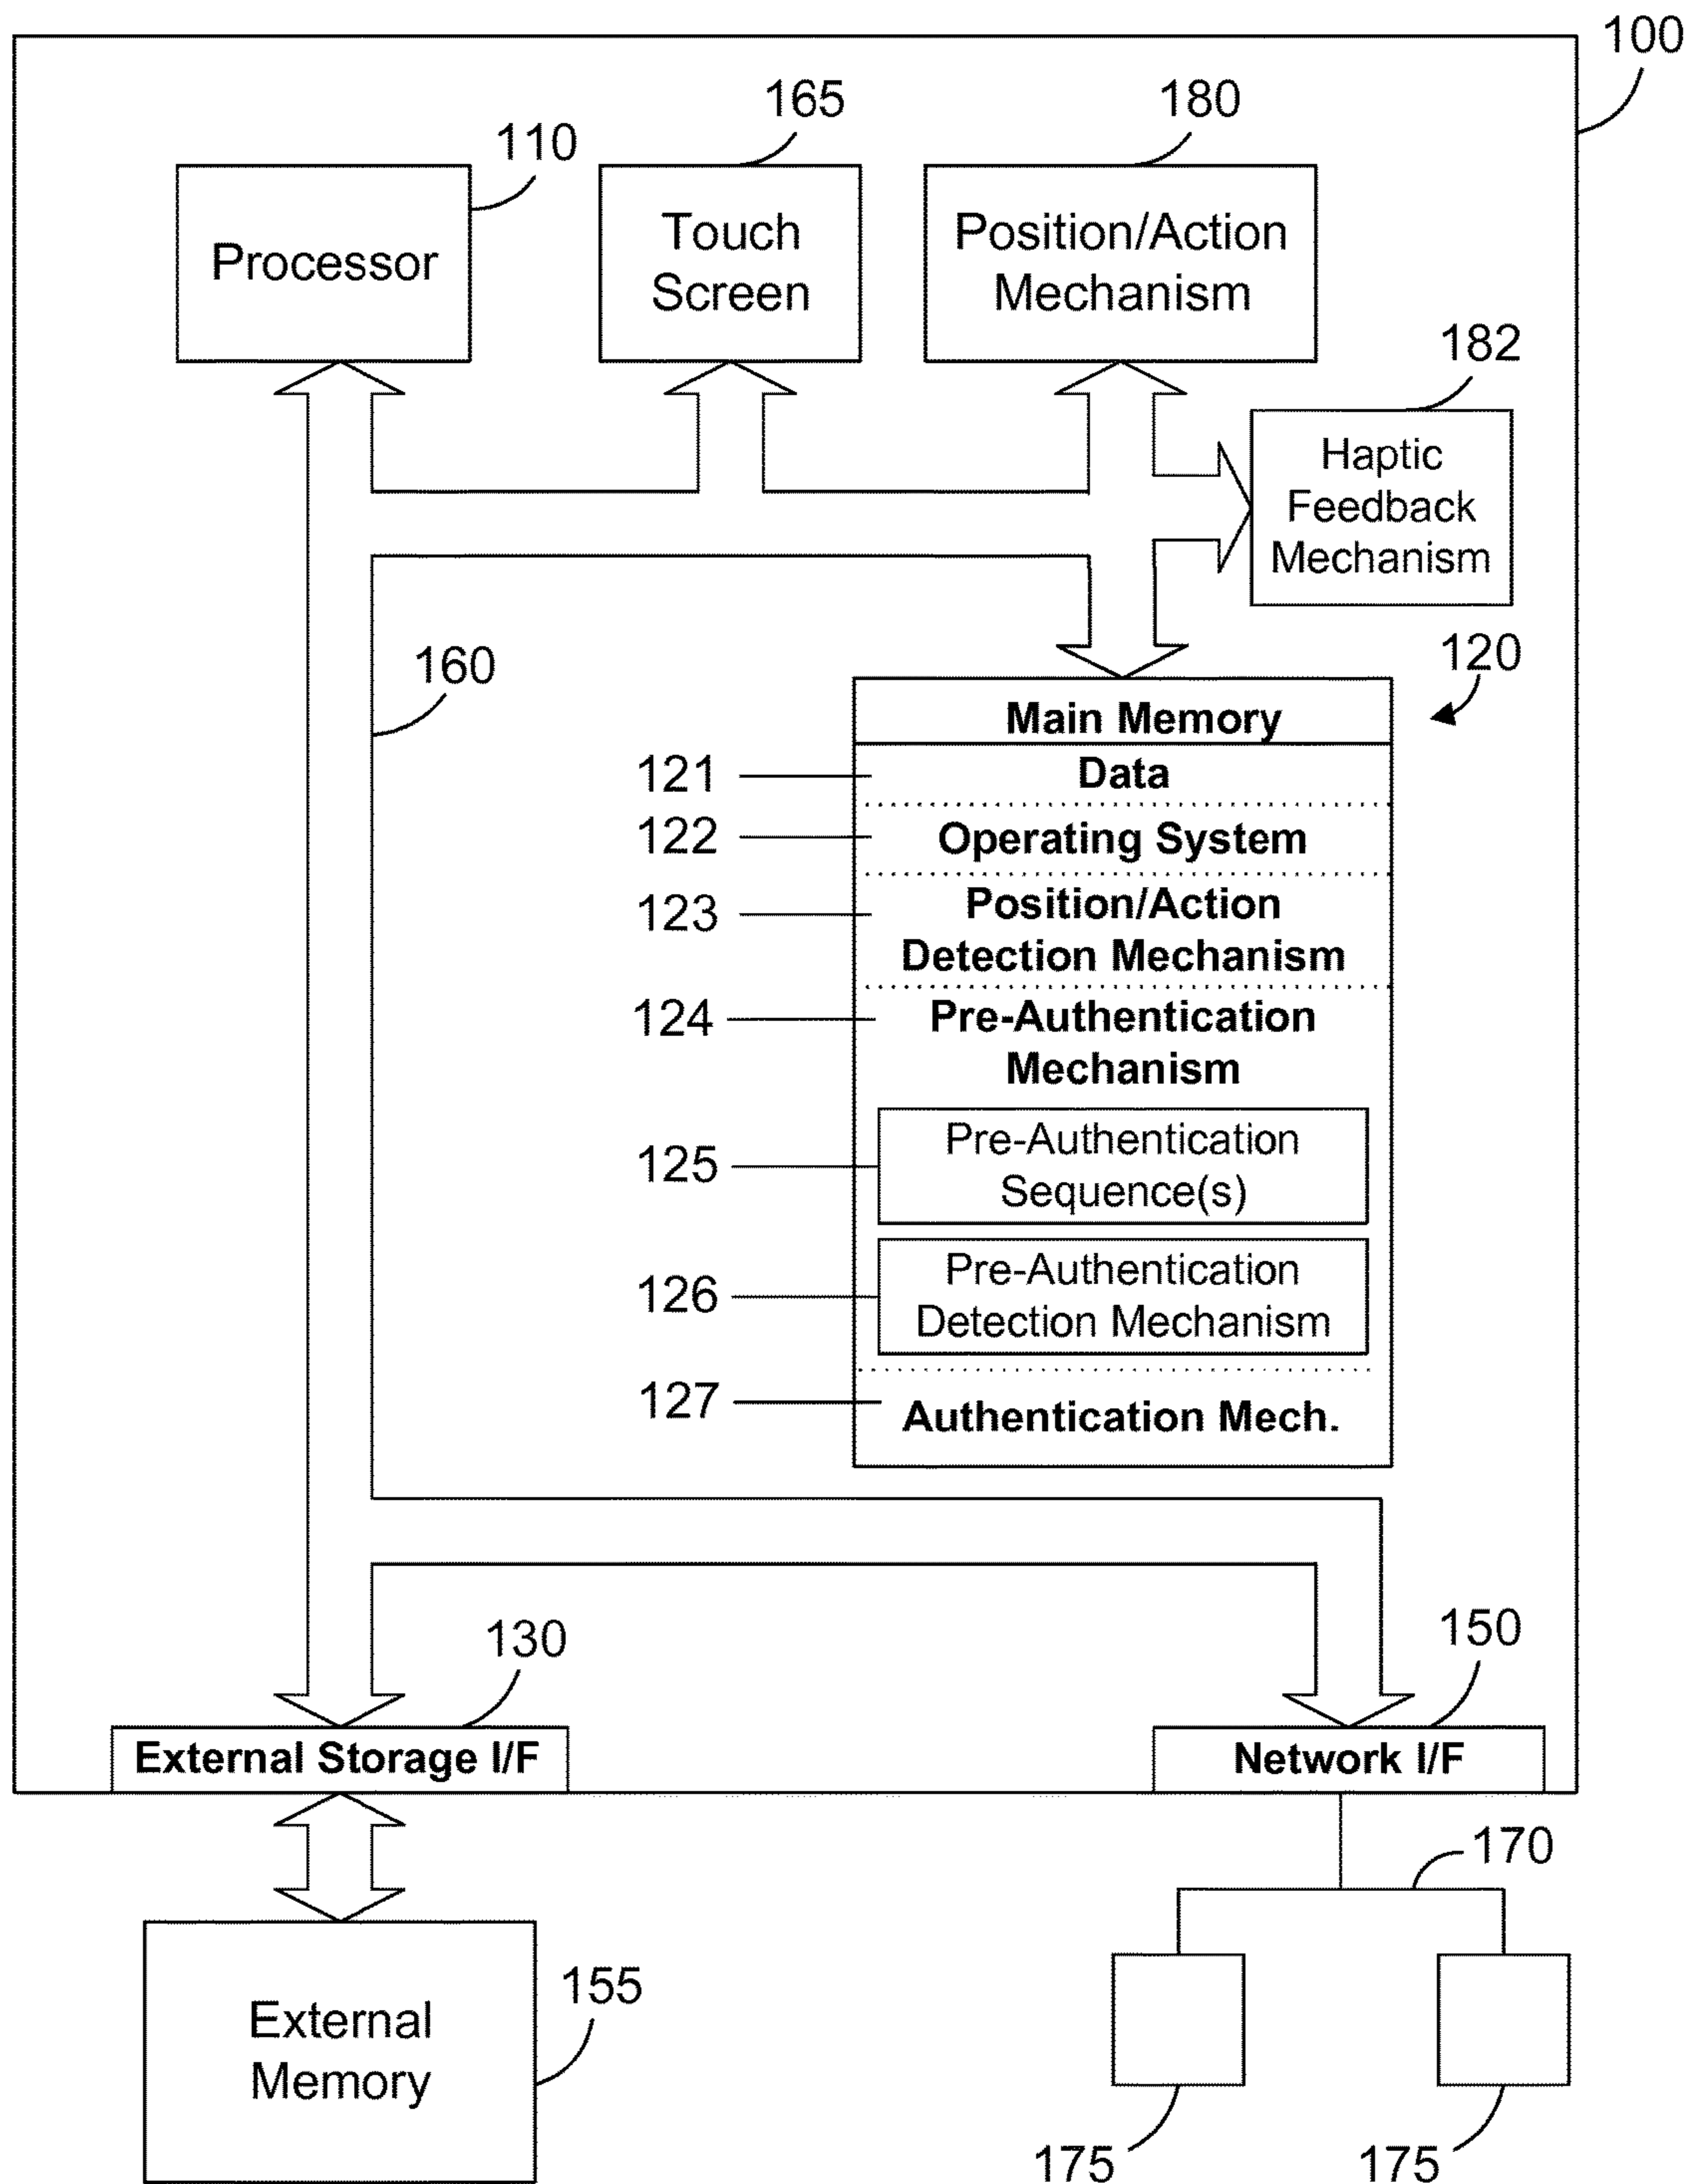 100
165
180
110
Processor
Touch
Screen
Position/Action
Mechanism
182
Haptic
Feedback
Mechanism
160
120
Main Memory
121
Data
122
Operating System
123
Position/Action
Detection Mechanism
124
Pre-Authentication
Mechanism
125
Pre-Authentication
Sequence(s)
126
Pre-Authentication
Detection Mechanism
127
Authentication Mech.
130
150
External Storage I/F
Network I/F
170
155
External
Memory
175
175